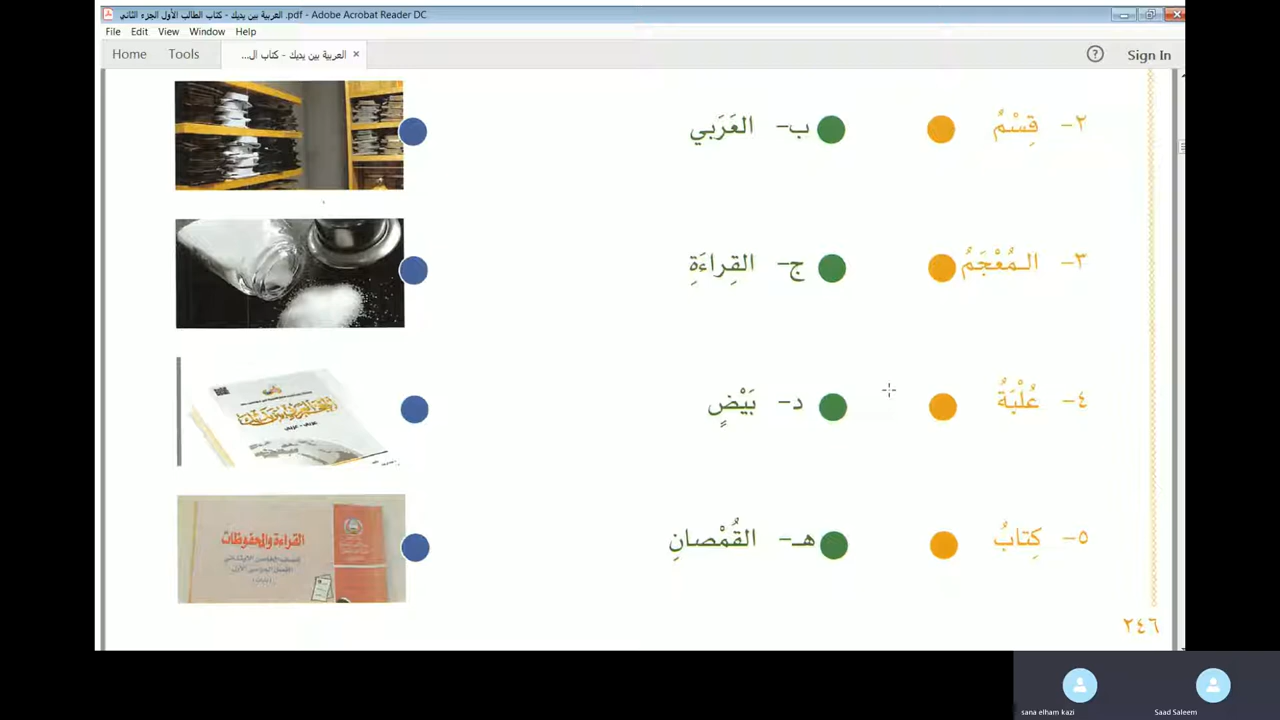 العربية بين يديك - كتاب الطالب الأول الجزء الثاني .pdf - Adobe Acrobat Reader DC
File Edit View Window Help
Home Tools العربية بين يديك - كتاب ال... × Sign In
٢- قِسْمُ ب- العَرَبي
٣- الـمُعْجَمُ ج- القِراءَةِ
٤- عُلْبَةُ د- بَيْضٍ
٥- كِتابُ هـ- القُمْصانِ
القراءة والمحفوظات
٢٤٦
sana elham kazi Saad Saleem